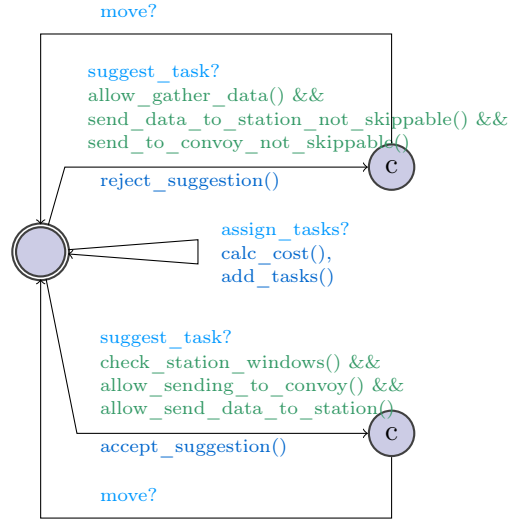 move?
suggest_task?
allow_gather_data() &&
send_data_to_station_not_skippable() &&
send_to_convoy_not_skippable()
c
reject_suggestion()
assign_tasks?
calc_cost(),
add_tasks()
suggest_task?
check_station_windows() &&
allow_sending_to_convoy() &&
allow_send_data_to_station()
c
accept_suggestion()
move?